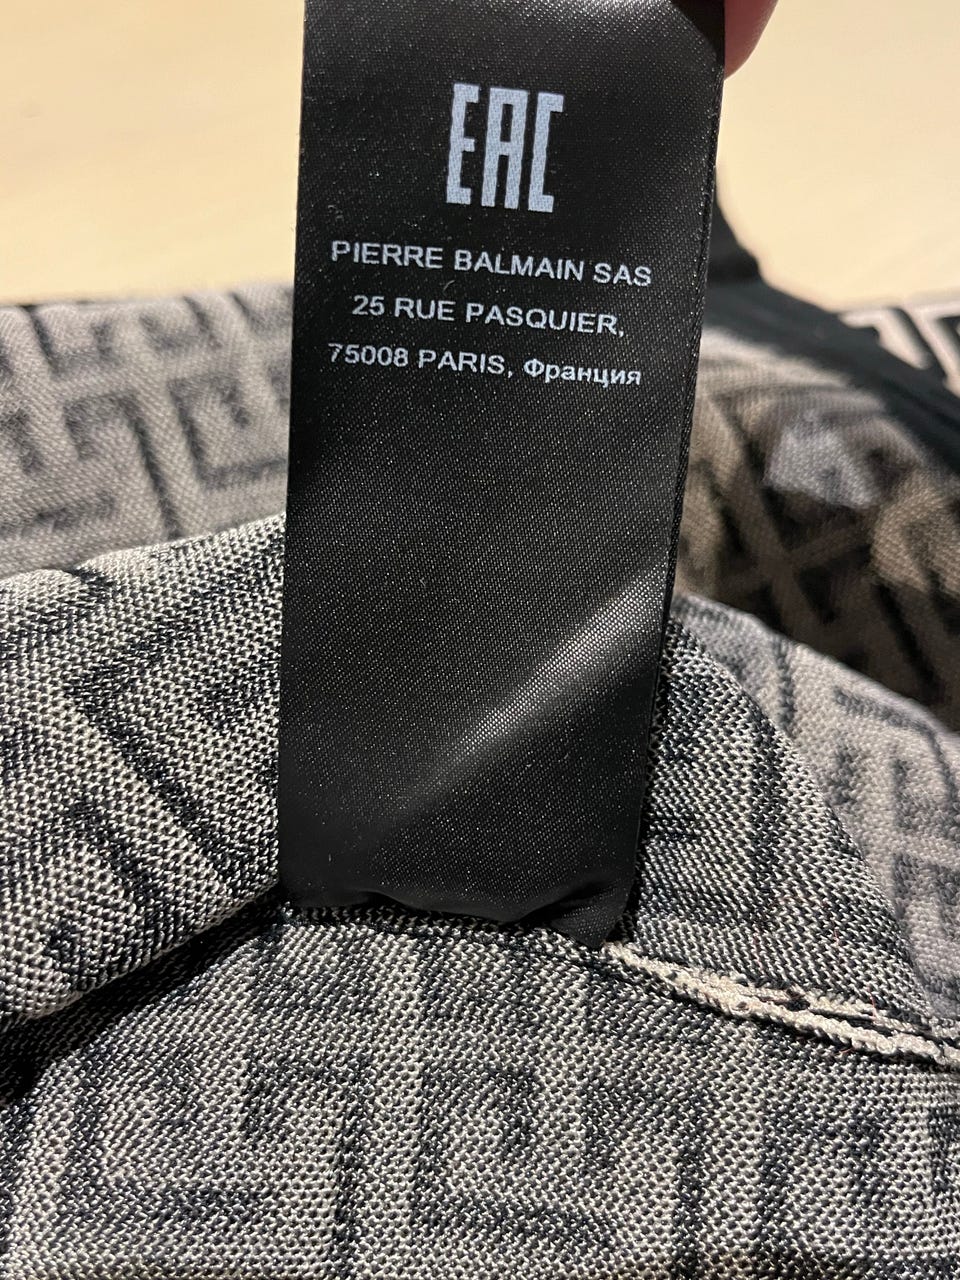 EAC
PIERRE BALMAIN SAS
25 RUE PASQUIER,
75008 PARIS, Франция